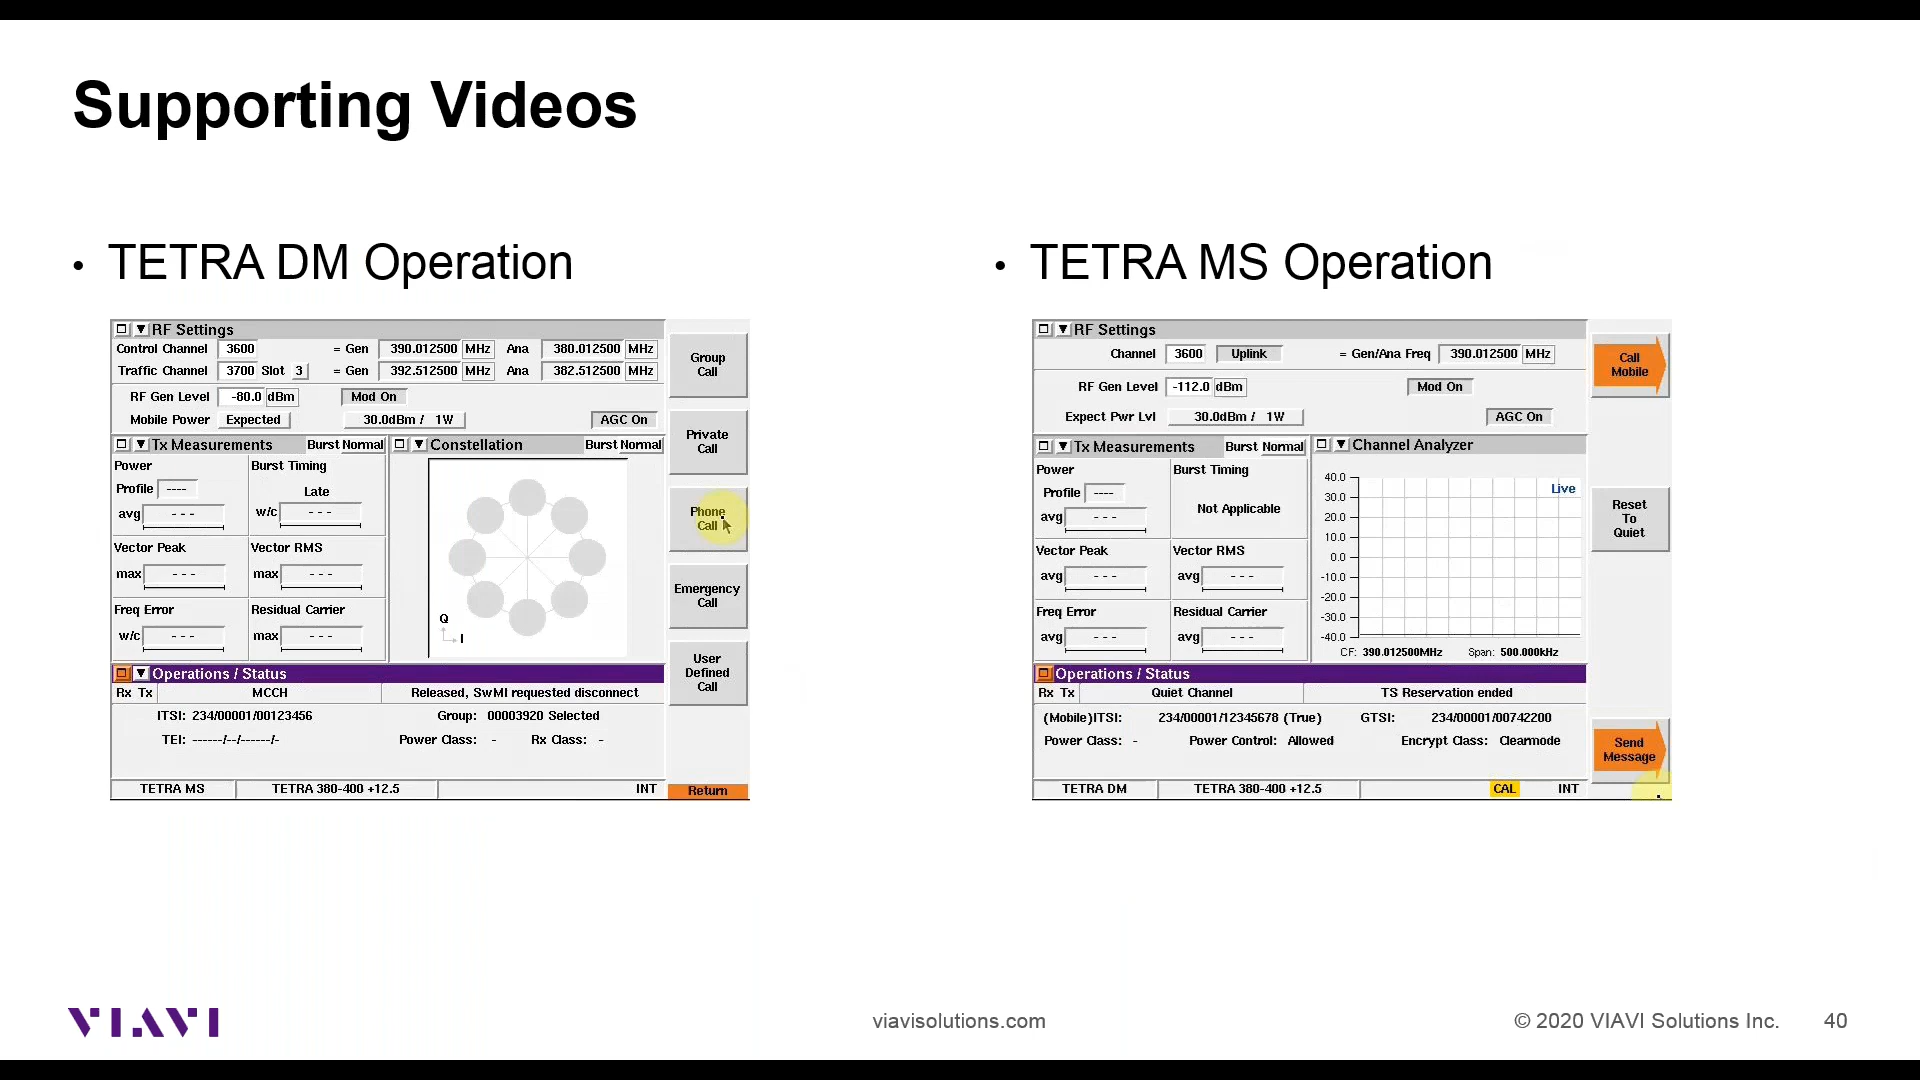 Supporting Videos
• TETRA DM Operation
RF Settings
Control Channel 3600 = Gen 390.012500 MHz Ana 380.012500 MHz
Traffic Channel 3700 Slot 3 = Gen 392.512500 MHz Ana 382.512500 MHz
RF Gen Level -80.0 dBm Mod On
Mobile Power Expected 30.0dBm / 1W AGC On
Tx Measurements Burst Normal
Constellation Burst Normal
Power
Profile ----
avg - - -
Burst Timing
Late
w/c - - -
Vector Peak
max - - -
Vector RMS
max - - -
Freq Error
w/c - - -
Residual Carrier
max - - -
Q
I
Operations / Status
Rx Tx MCCH Released, SwMI requested disconnect
ITSI: 234/00001/00123456 Group: 00003920 Selected
TEI: ------/--/------/- Power Class: - Rx Class: -
TETRA MS TETRA 380-400 +12.5 INT
Group
Call
Private
Call
Phone
Call
Emergency
Call
User
Defined
Call
Return
• TETRA MS Operation
RF Settings
Channel 3600 Uplink = Gen/Ana Freq 390.012500 MHz
RF Gen Level -112.0 dBm Mod On
Expect Pwr Lvl 30.0dBm / 1W AGC On
Tx Measurements Burst Normal
Channel Analyzer
Power
Profile ----
avg - - -
Burst Timing
Not Applicable
Vector Peak
avg - - -
Vector RMS
avg - - -
Freq Error
avg - - -
Residual Carrier
avg - - -
Live
40.0
30.0
20.0
10.0
0.0
-10.0
-20.0
-30.0
-40.0
CF: 390.012500MHz Span: 500.000kHz
Operations / Status
Rx Tx Quiet Channel TS Reservation ended
(Mobile)ITSI: 234/00001/12345678 (True) GTSI: 234/00001/00742200
Power Class: - Power Control: Allowed Encrypt Class: Clearmode
TETRA DM TETRA 380-400 +12.5 CAL INT
Call
Mobile
Reset
To
Quiet
Send
Message
VIAVI
viavisolutions.com
© 2020 VIAVI Solutions Inc.
40